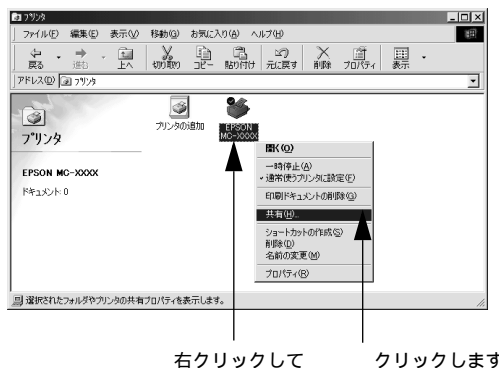 プリンタ
ファイル(F) 編集(E) 表示(V) 移動(G) お気に入り(A) ヘルプ(H)
戻る 進む 上へ 切り取り コピー 貼り付け 元に戻す 削除 プロパティ 表示
アドレス(D) プリンタ
プリンタ
EPSON MC-XXXX
ドキュメント: 0
プリンタの追加
EPSON
MC-XXXX
開く(O)
一時停止(A)
通常使うプリンタに設定(F)
印刷ドキュメントの削除(G)
共有(H)...
ショートカットの作成(S)
削除(D)
名前の変更(M)
プロパティ(R)
選択されたフォルダやプリンタの共有プロパティを表示します。
右クリックして クリックします